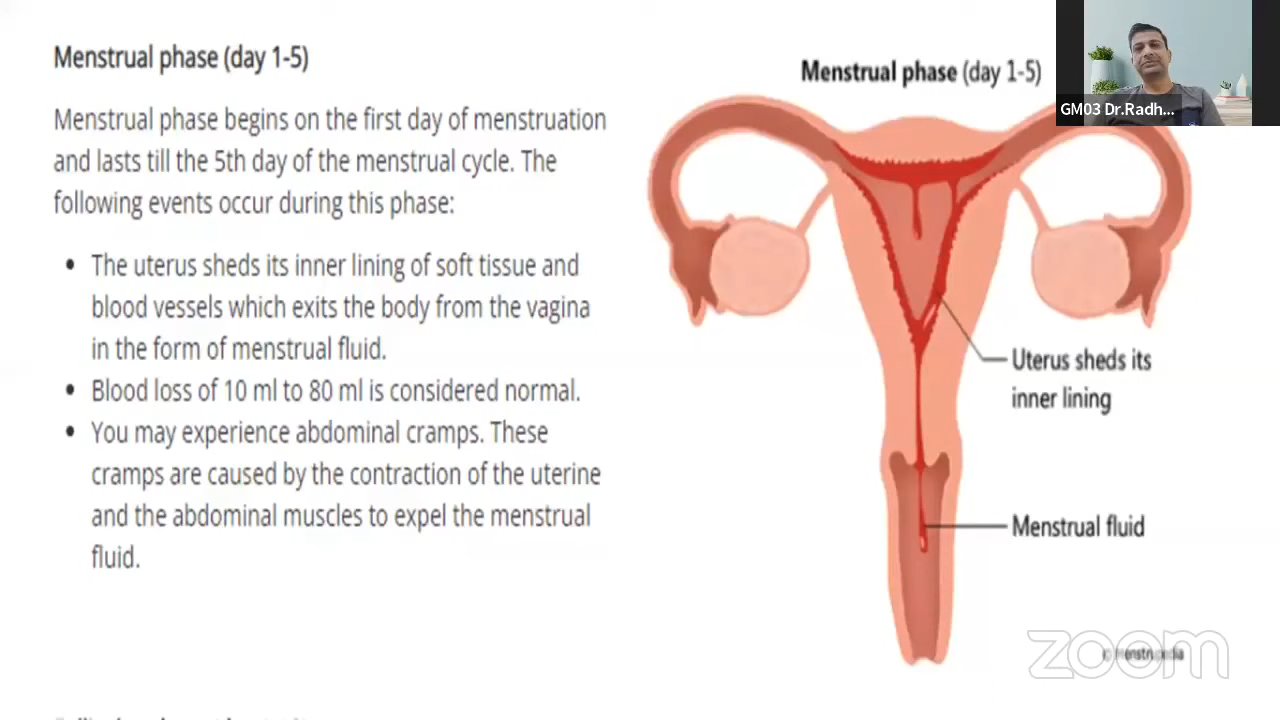 Menstrual phase (day 1-5)
Menstrual phase begins on the first day of menstruation
and lasts till the 5th day of the menstrual cycle. The
following events occur during this phase:
• The uterus sheds its inner lining of soft tissue and
blood vessels which exits the body from the vagina
in the form of menstrual fluid.
• Blood loss of 10 ml to 80 ml is considered normal.
• You may experience abdominal cramps. These
cramps are caused by the contraction of the uterine
and the abdominal muscles to expel the menstrual
fluid.
Menstrual phase (day 1-5)
GM03 Dr.Radh...
Uterus sheds its
inner lining
Menstrual fluid
© Menstrupedia
zoom